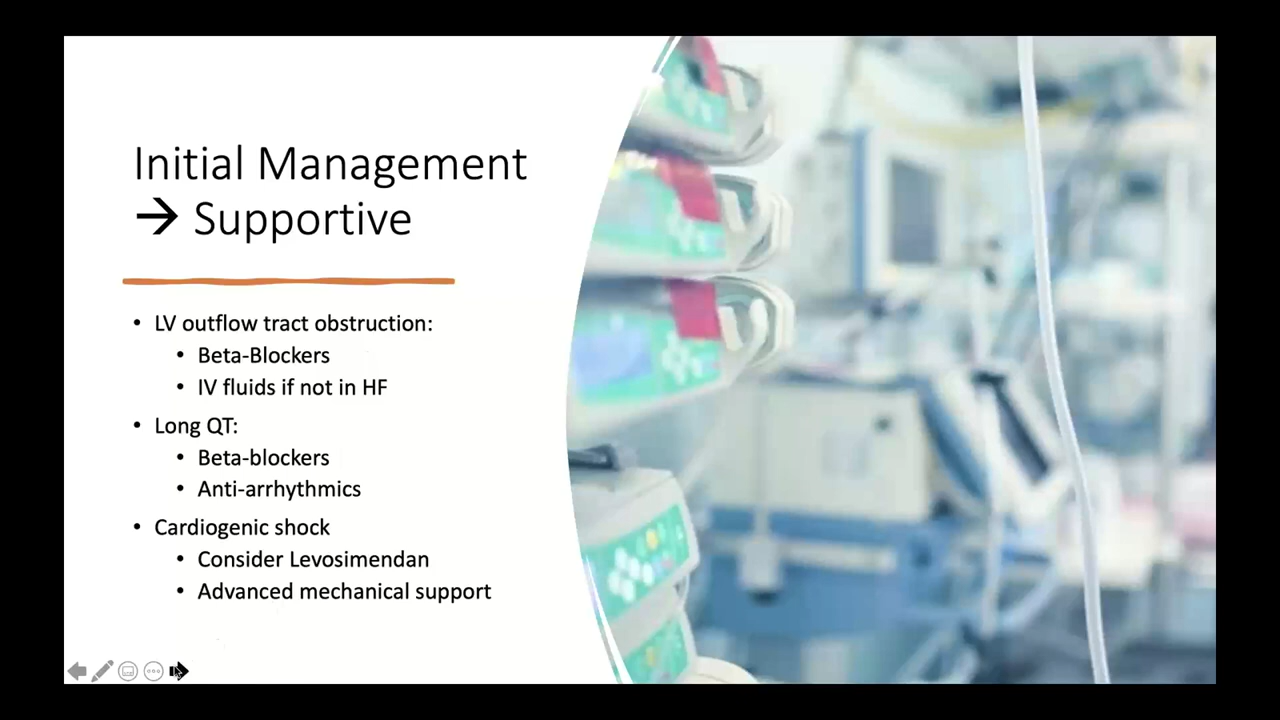 Initial Management
→ Supportive
• LV outflow tract obstruction:
• Beta-Blockers
• IV fluids if not in HF
• Long QT:
• Beta-blockers
• Anti-arrhythmics
• Cardiogenic shock
• Consider Levosimendan
• Advanced mechanical support